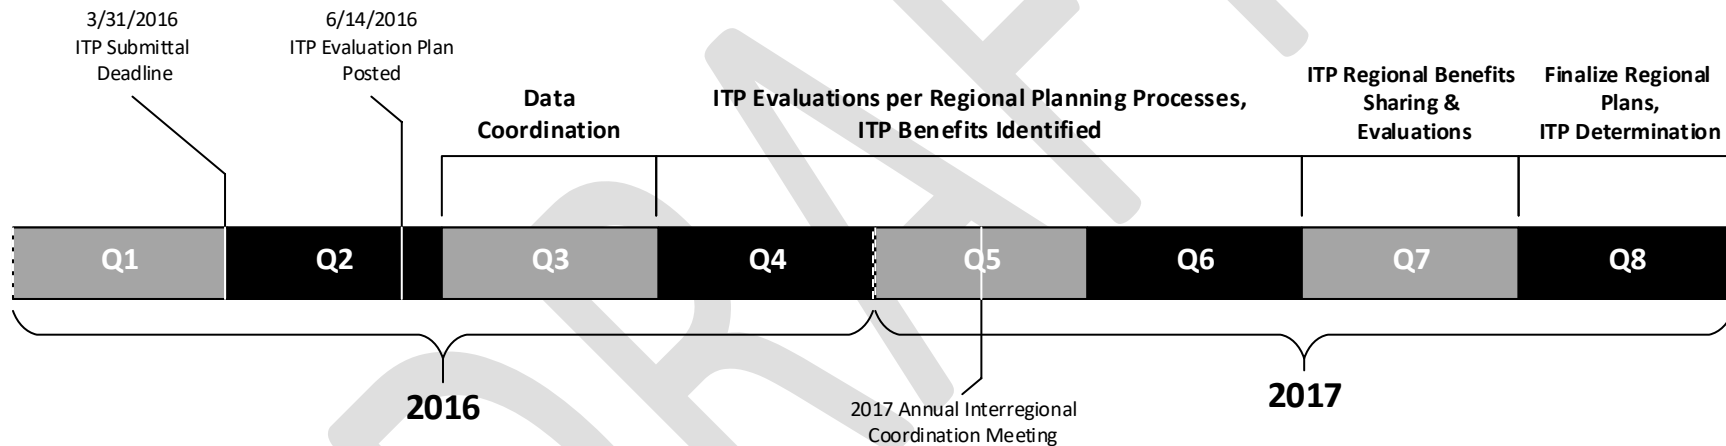 3/31/2016
ITP Submittal
Deadline
6/14/2016
ITP Evaluation Plan
Posted
Data
Coordination
ITP Evaluations per Regional Planning Processes,
ITP Benefits Identified
ITP Regional Benefits
Sharing &
Evaluations
Finalize Regional
Plans,
ITP Determination
Q1
Q2
Q3
Q4
Q5
Q6
Q7
Q8
2016
2017 Annual Interregional
Coordination Meeting
2017
DRAFT